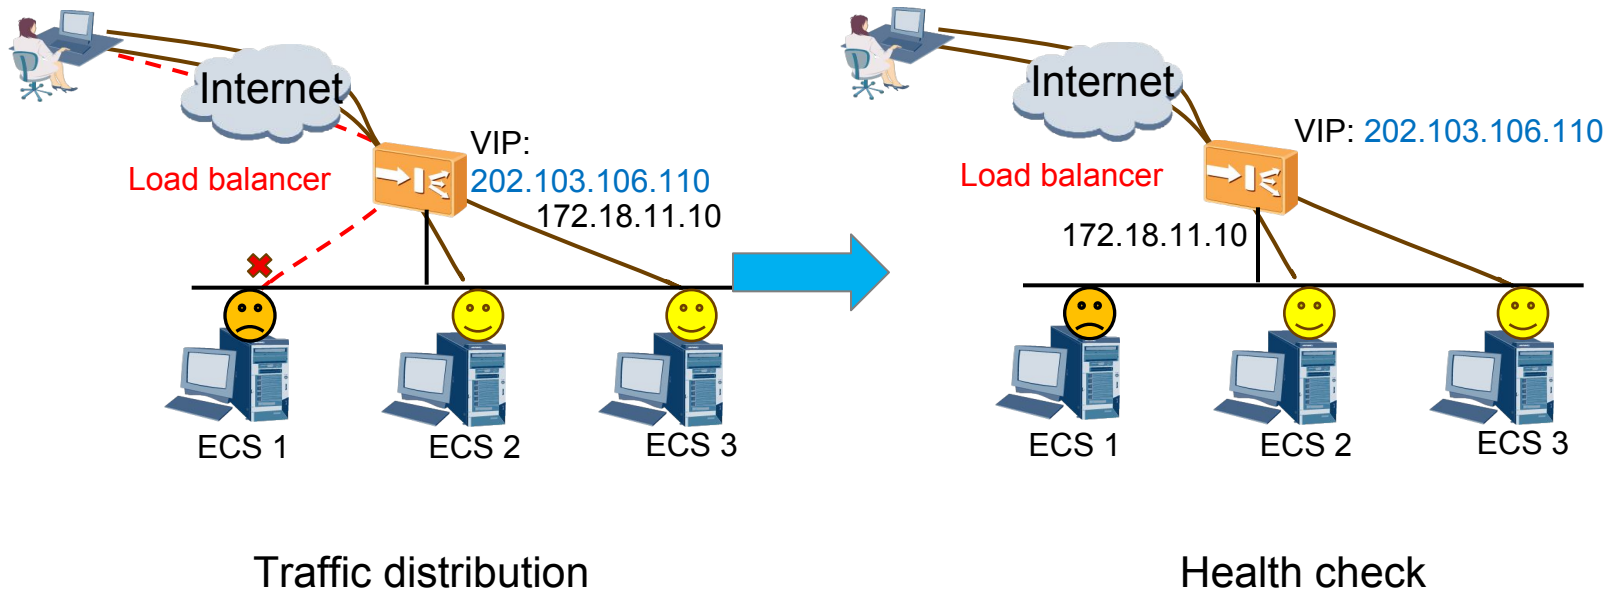 Internet
VIP:
202.103.106.110
Load balancer
172.18.11.10
ECS 1
ECS 2
ECS 3
Traffic distribution
Internet
VIP: 202.103.106.110
Load balancer
172.18.11.10
ECS 1
ECS 2
ECS 3
Health check